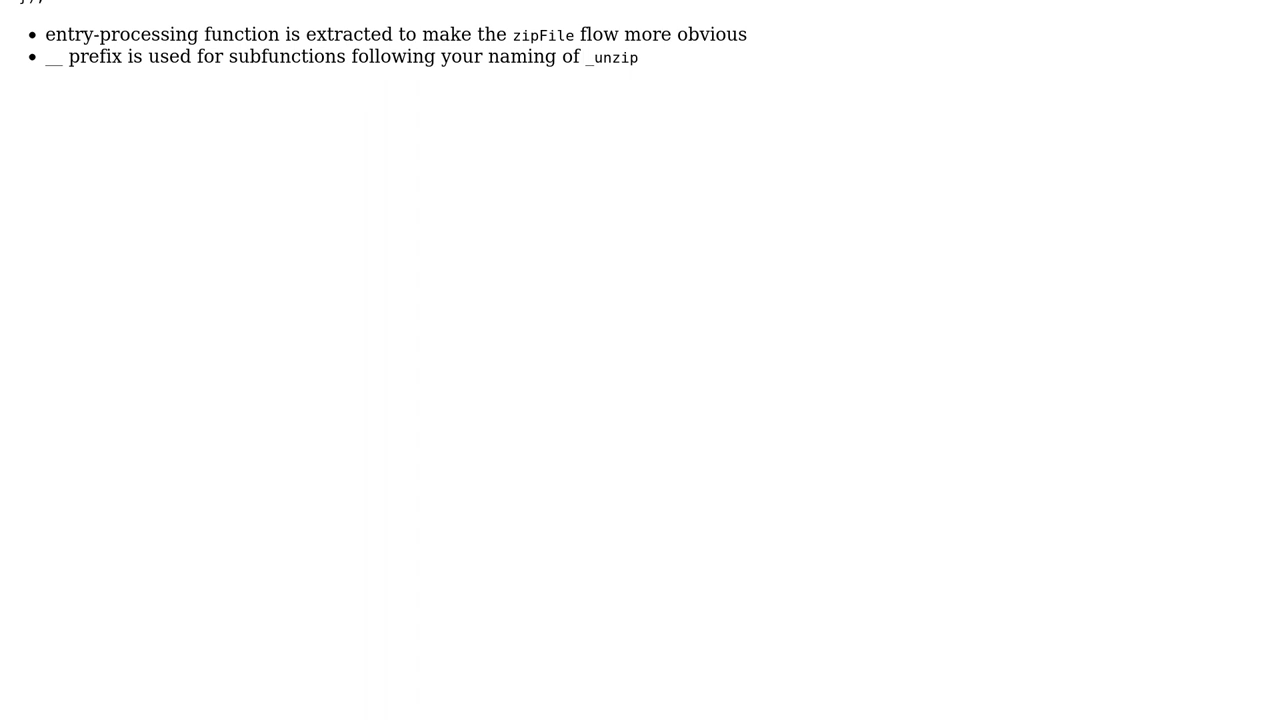 });
• entry-processing function is extracted to make the zipFile flow more obvious
• __ prefix is used for subfunctions following your naming of _unzip